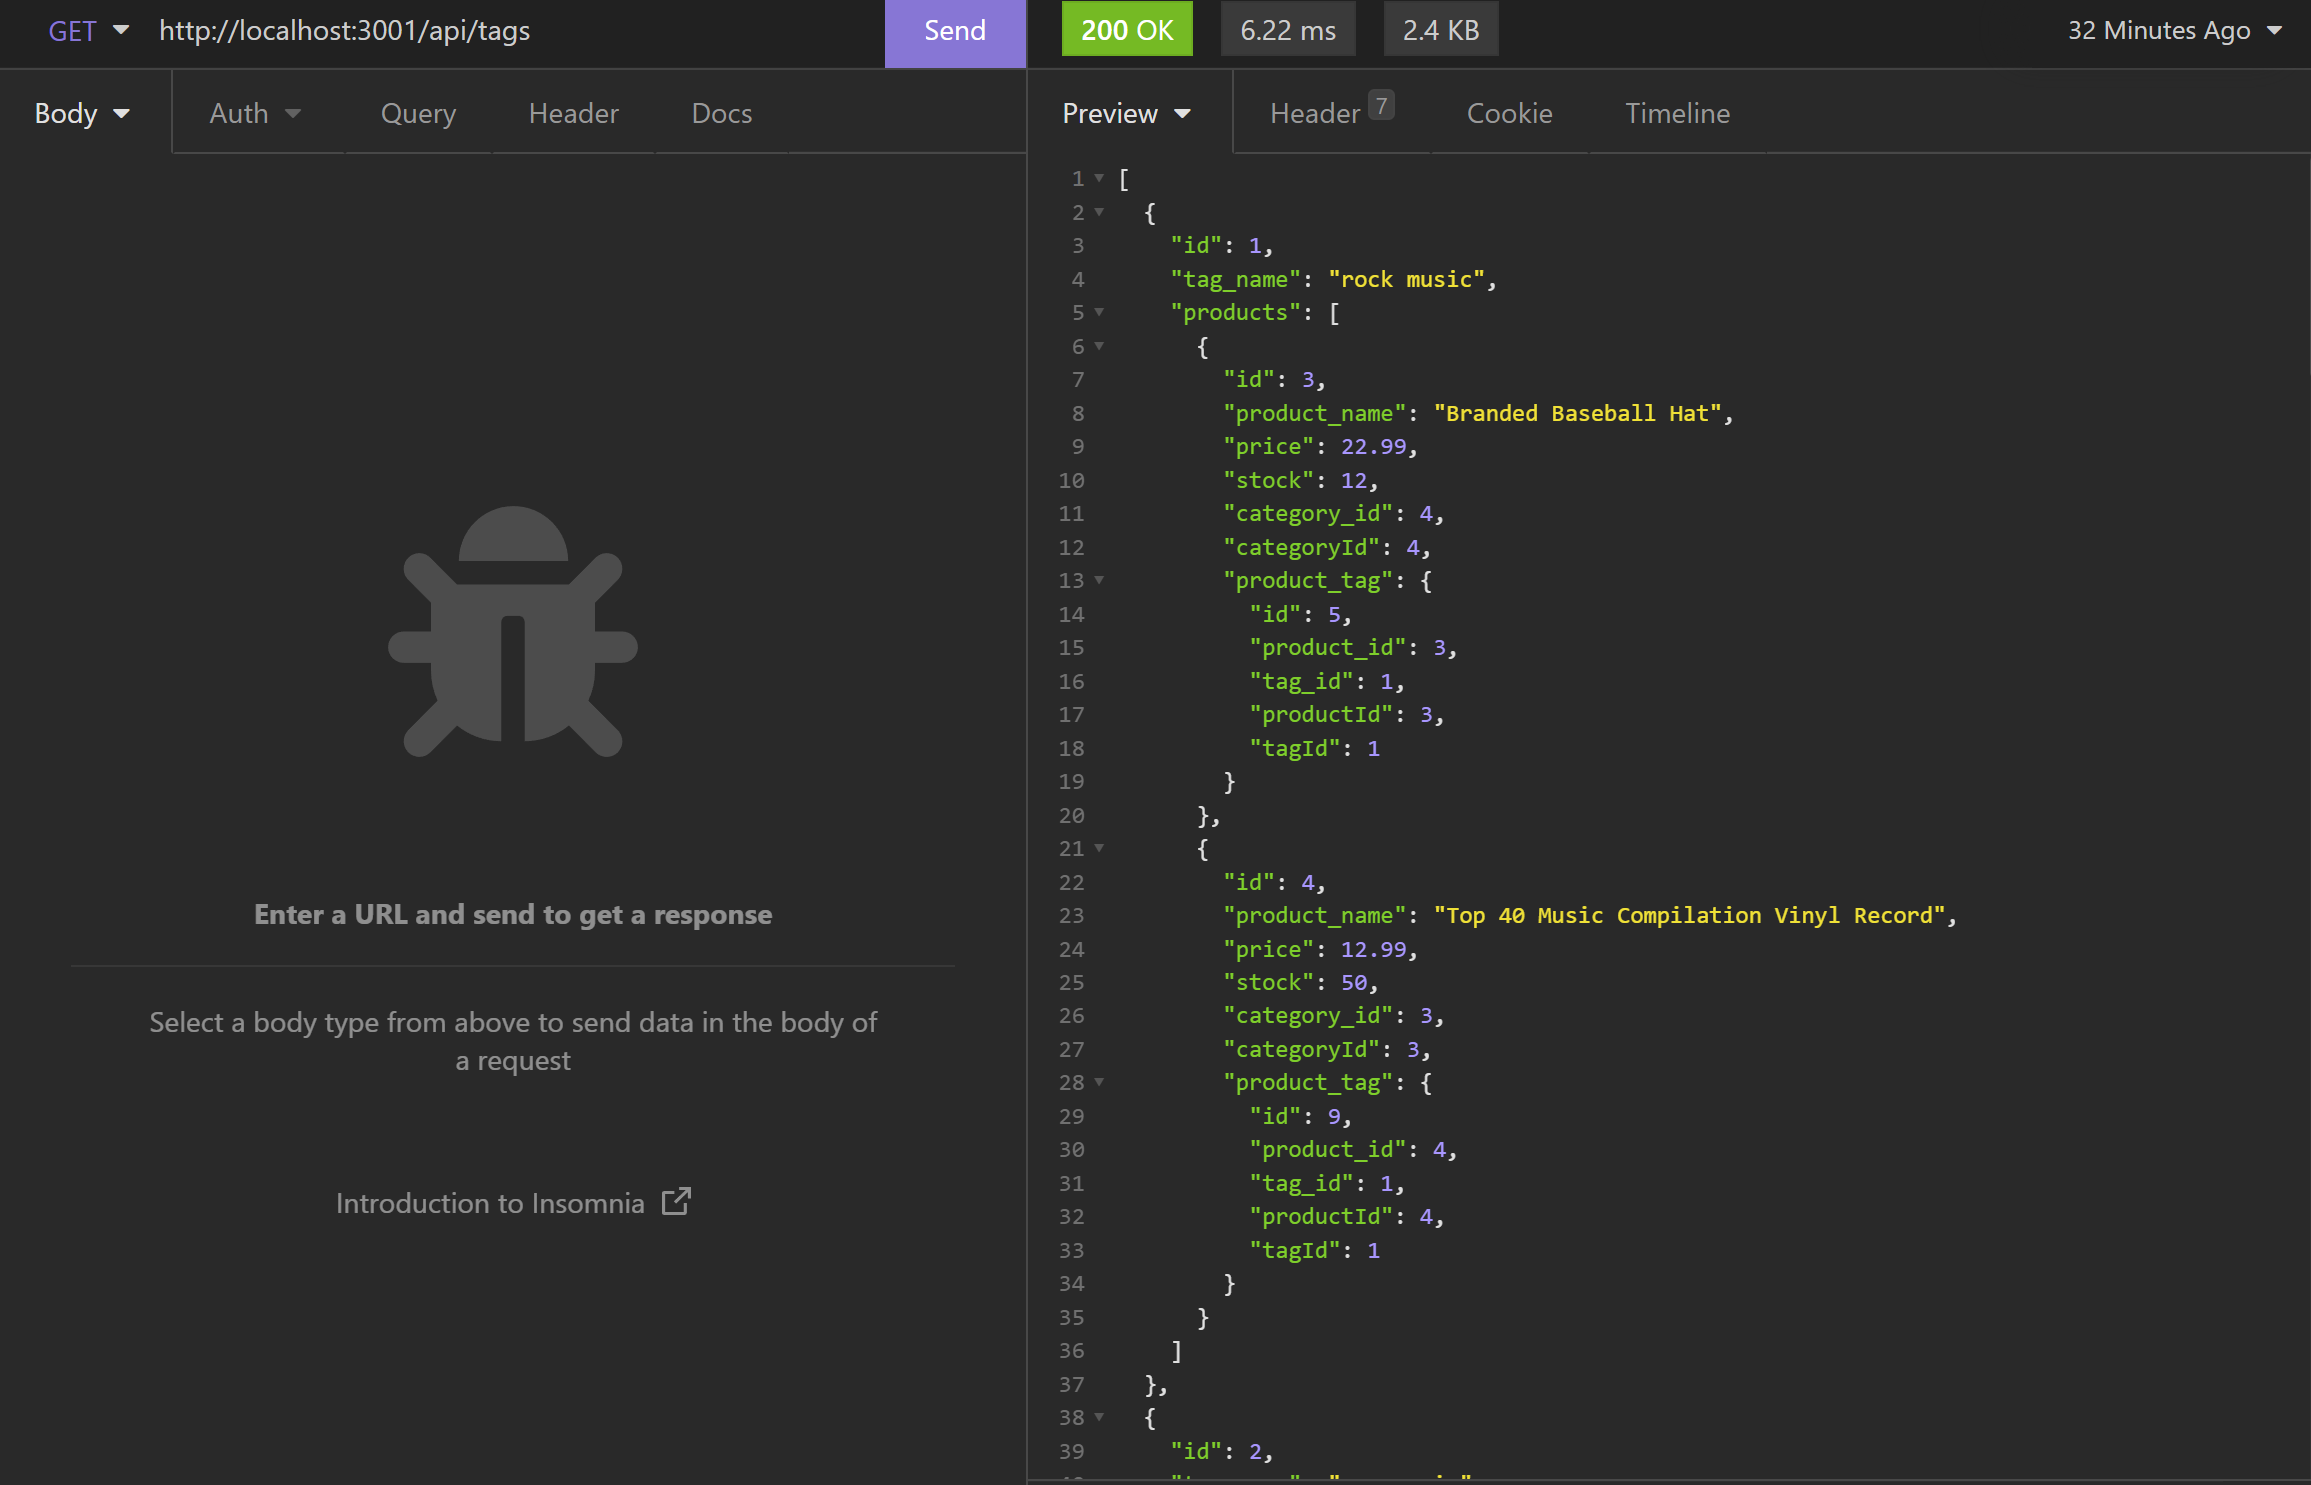 GET http://localhost:3001/api/tags Send 200 OK 6.22 ms 2.4 KB 32 Minutes Ago
Body Auth Query Header Docs Preview Header 7 Cookie Timeline
Enter a URL and send to get a response
Select a body type from above to send data in the body of
a request
Introduction to Insomnia
1 [
2 {
3 "id": 1,
4 "tag_name": "rock music",
5 "products": [
6 {
7 "id": 3,
8 "product_name": "Branded Baseball Hat",
9 "price": 22.99,
10 "stock": 12,
11 "category_id": 4,
12 "categoryId": 4,
13 "product_tag": {
14 "id": 5,
15 "product_id": 3,
16 "tag_id": 1,
17 "productId": 3,
18 "tagId": 1
19 }
20 },
21 {
22 "id": 4,
23 "product_name": "Top 40 Music Compilation Vinyl Record",
24 "price": 12.99,
25 "stock": 50,
26 "category_id": 3,
27 "categoryId": 3,
28 "product_tag": {
29 "id": 9,
30 "product_id": 4,
31 "tag_id": 1,
32 "productId": 4,
33 "tagId": 1
34 }
35 }
36 ]
37 },
38 {
39 "id": 2,